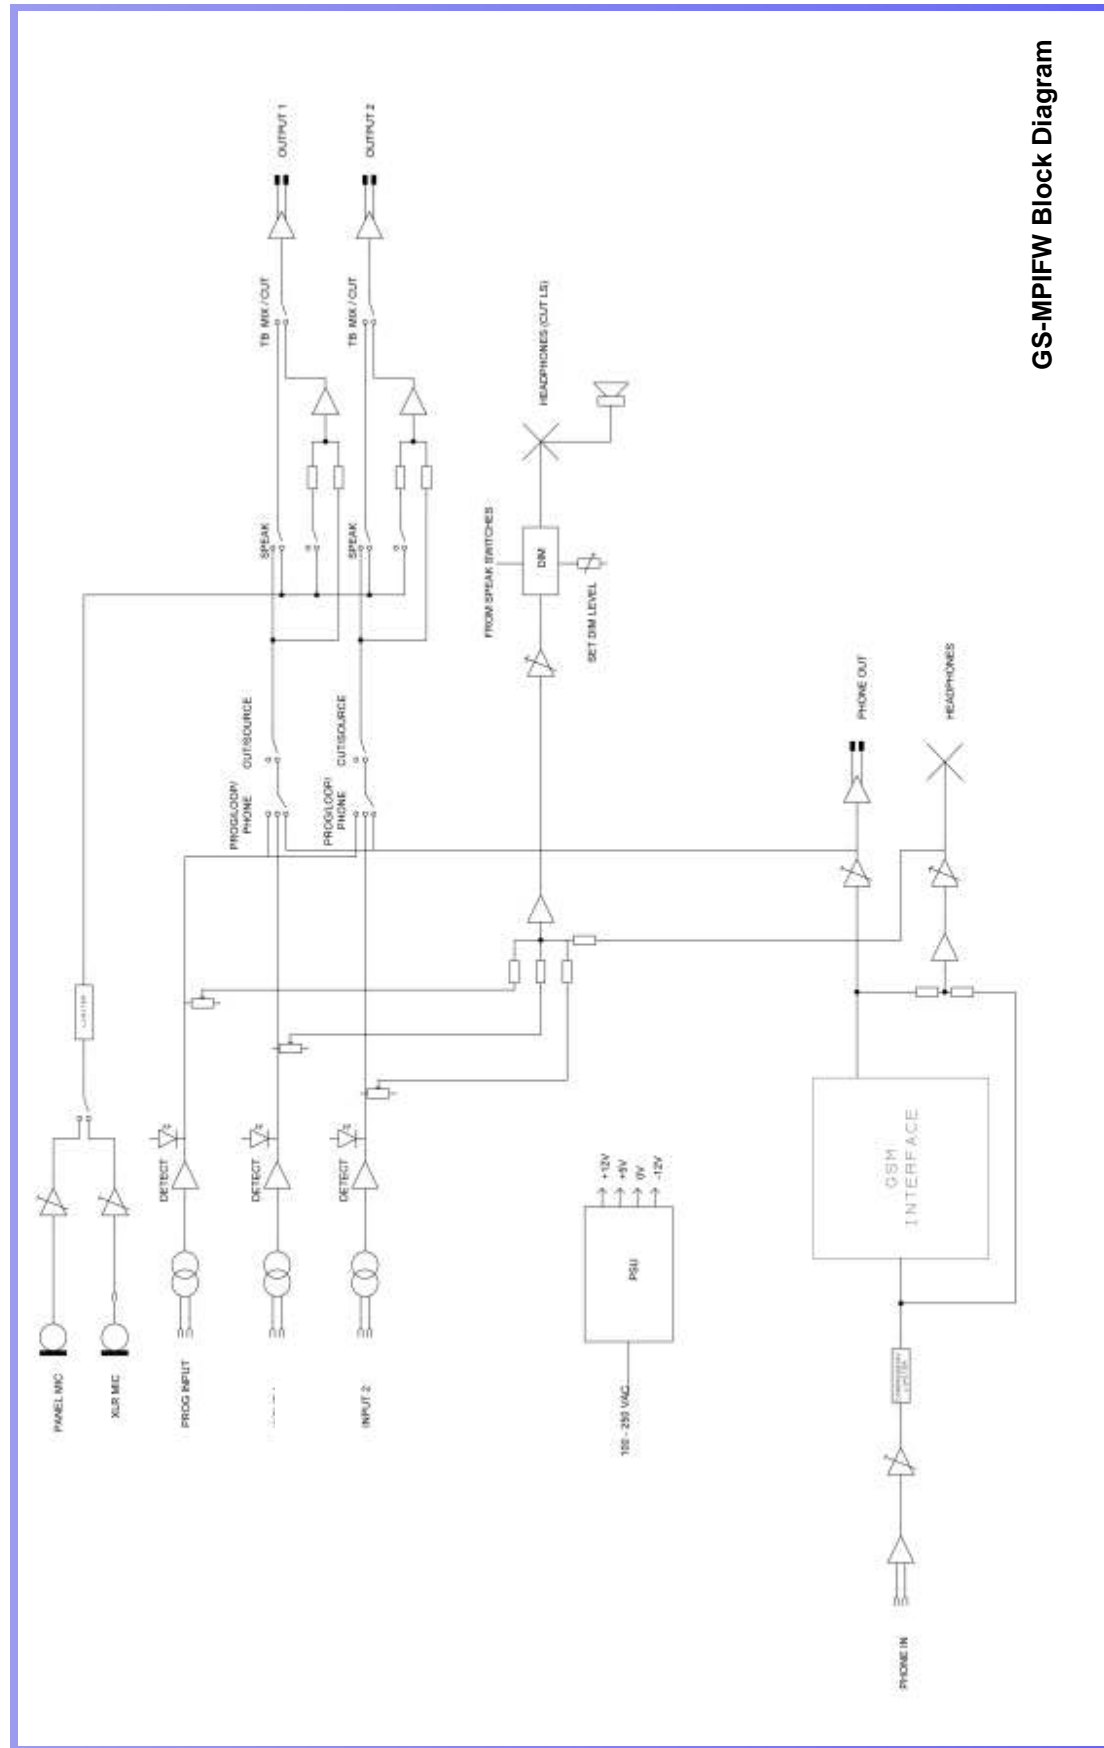 GS-MPIFW Block Diagram
PANEL MIC
XLR MIC
LIMITER
PROG INPUT
DETECT
DETECT
INPUT 2
DETECT
PROG/LOOP/
PHONE
CUT/SOURCE
PROG/LOOP/
PHONE
CUT/SOURCE
SPEAK
SPEAK
TB MIX / CUT
TB MIX / CUT
OUTPUT 1
OUTPUT 2
FROM SPEAK SWITCHES
DIM
SET DIM LEVEL
HEADPHONES (CUT LS)
100 - 250 VAC
PSU
+12V
+5V
0V
-12V
PHONE IN
GSM
INTERFACE
PHONE OUT
HEADPHONES